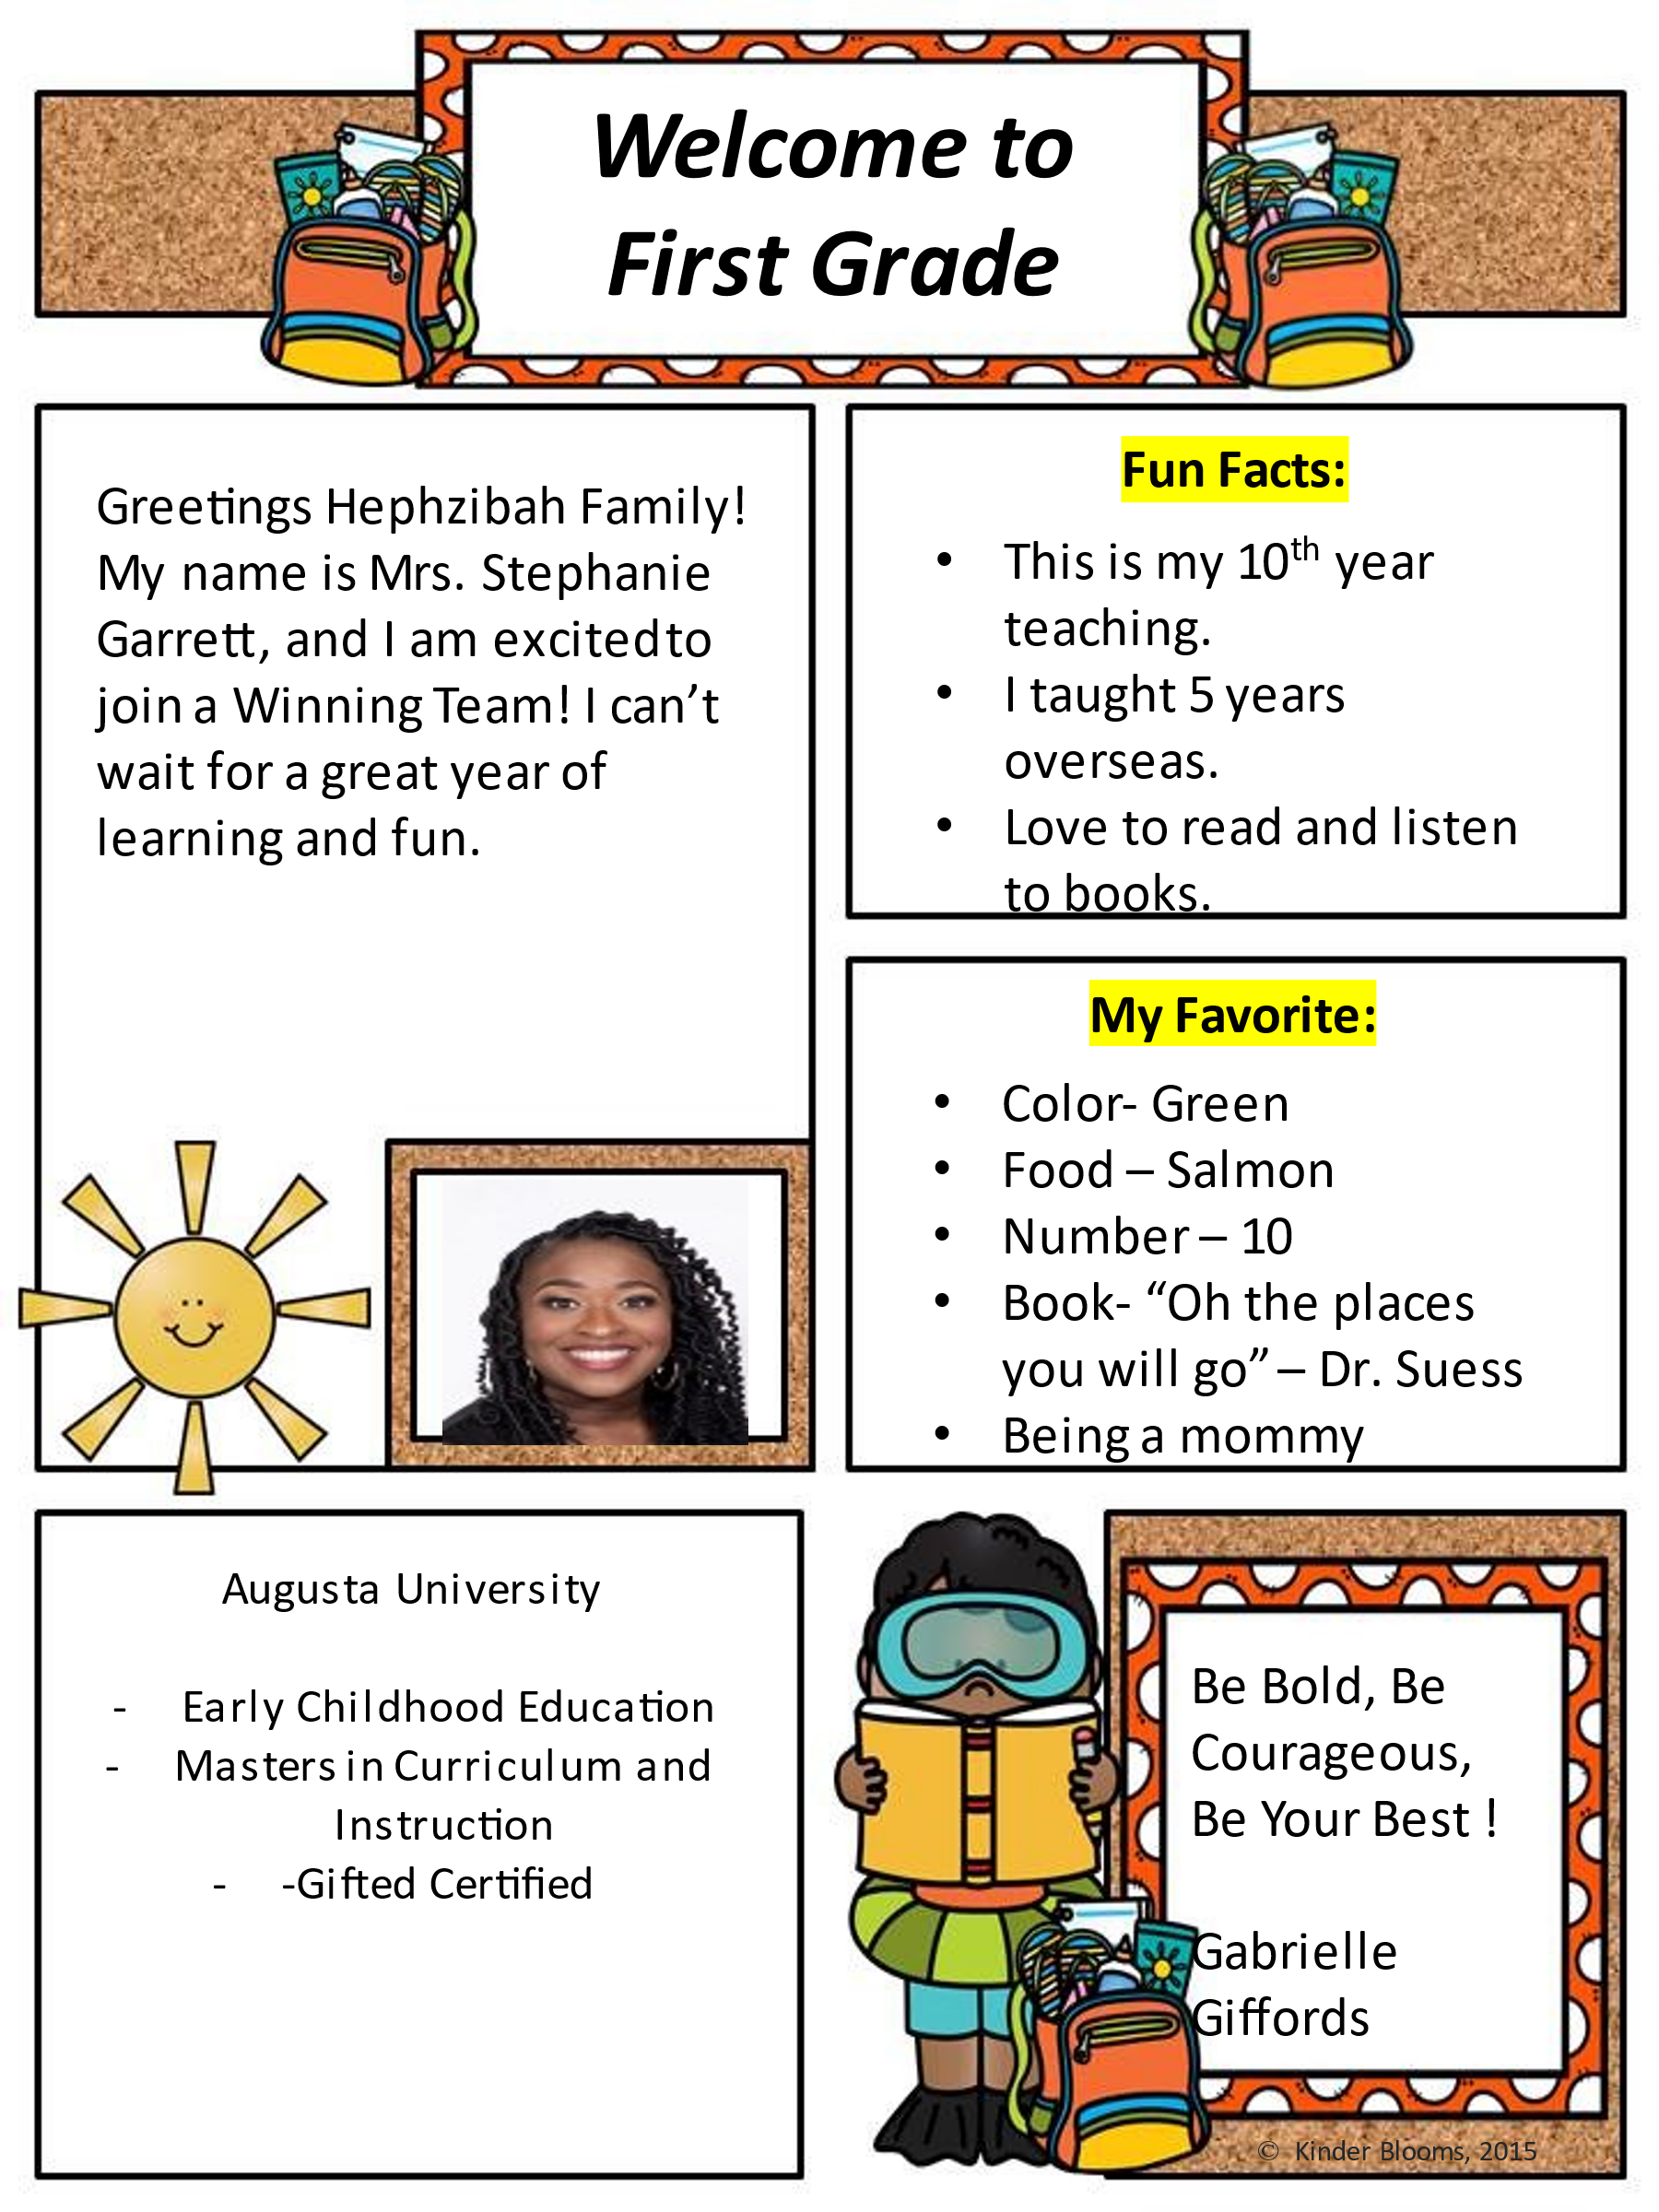 Welcome to
First Grade
Greetings Hephzibah Family!
My name is Mrs. Stephanie
Garrett, and I am excited to
join a Winning Team! I can’t
wait for a great year of
learning and fun.
Fun Facts:
• This is my 10th year
teaching.
• I taught 5 years
overseas.
• Love to read and listen
to books.
My Favorite:
• Color- Green
• Food – Salmon
• Number – 10
• Book- “Oh the places
you will go” – Dr. Suess
• Being a mommy
Augusta University
- Early Childhood Education
- Masters in Curriculum and
Instruction
- -Gifted Certified
Be Bold, Be
Courageous,
Be Your Best !
Gabrielle
Giffords
© Kinder Blooms, 2015